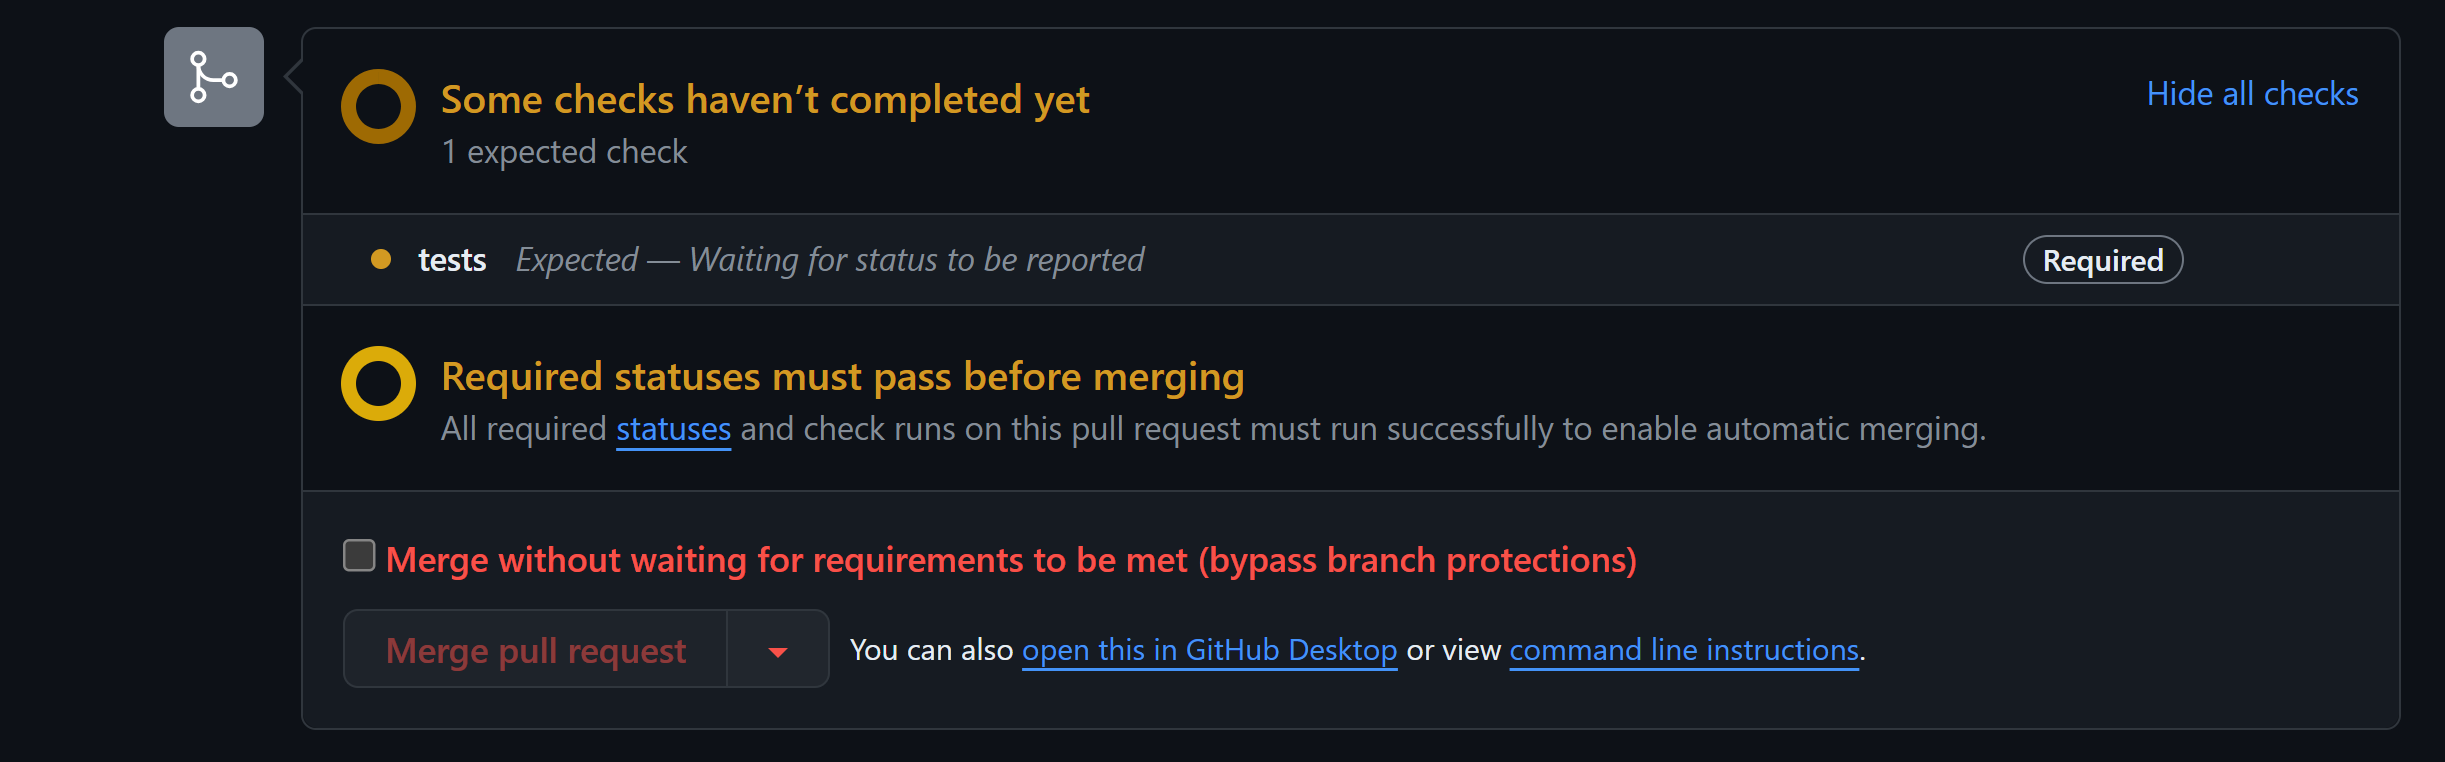 Some checks haven’t completed yet
Hide all checks
1 expected check
tests Expected — Waiting for status to be reported
Required
Required statuses must pass before merging
All required statuses and check runs on this pull request must run successfully to enable automatic merging.
Merge without waiting for requirements to be met (bypass branch protections)
Merge pull request
You can also open this in GitHub Desktop or view command line instructions.